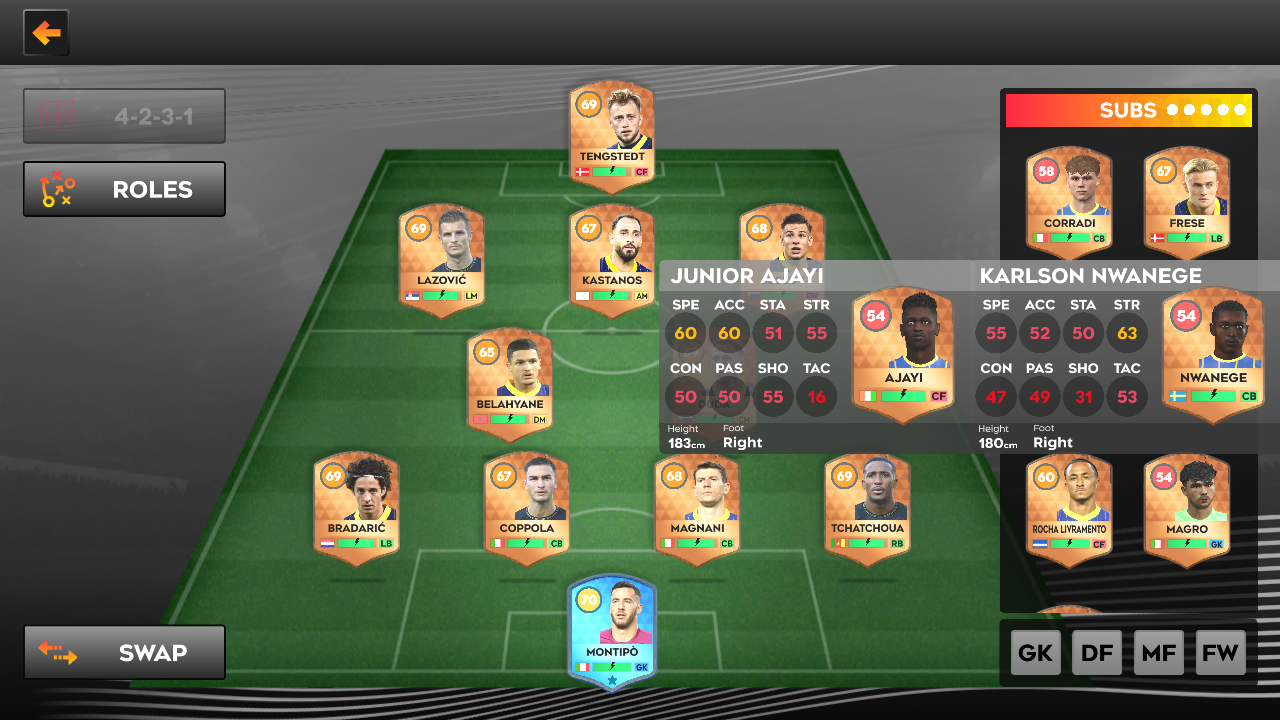 4-2-3-1
ROLES
SWAP
69
TENGSTEDT
CF
69
LAZOVIĆ
LM
67
KASTANOS
AM
68
65
BELAHYANE
DM
69
BRADARIĆ
LB
67
COPPOLA
CB
68
MAGNANI
CB
69
TCHATCHOUA
RB
70
MONTIPÒ
GK
SUBS
58
CORRADI
CB
67
FRESE
LB
JUNIOR AJAYI
SPE ACC STA STR
60 60 51 55
CON PAS SHO TAC
50 50 55 16
Height Foot
183cm Right
54
AJAYI
CF
KARLSON NWANEGE
SPE ACC STA STR
55 52 50 63
CON PAS SHO TAC
47 49 31 53
Height Foot
180cm Right
54
NWANEGE
CB
60
ROCHA LIVRAMENTO
CF
54
MAGRO
GK
GK DF MF FW